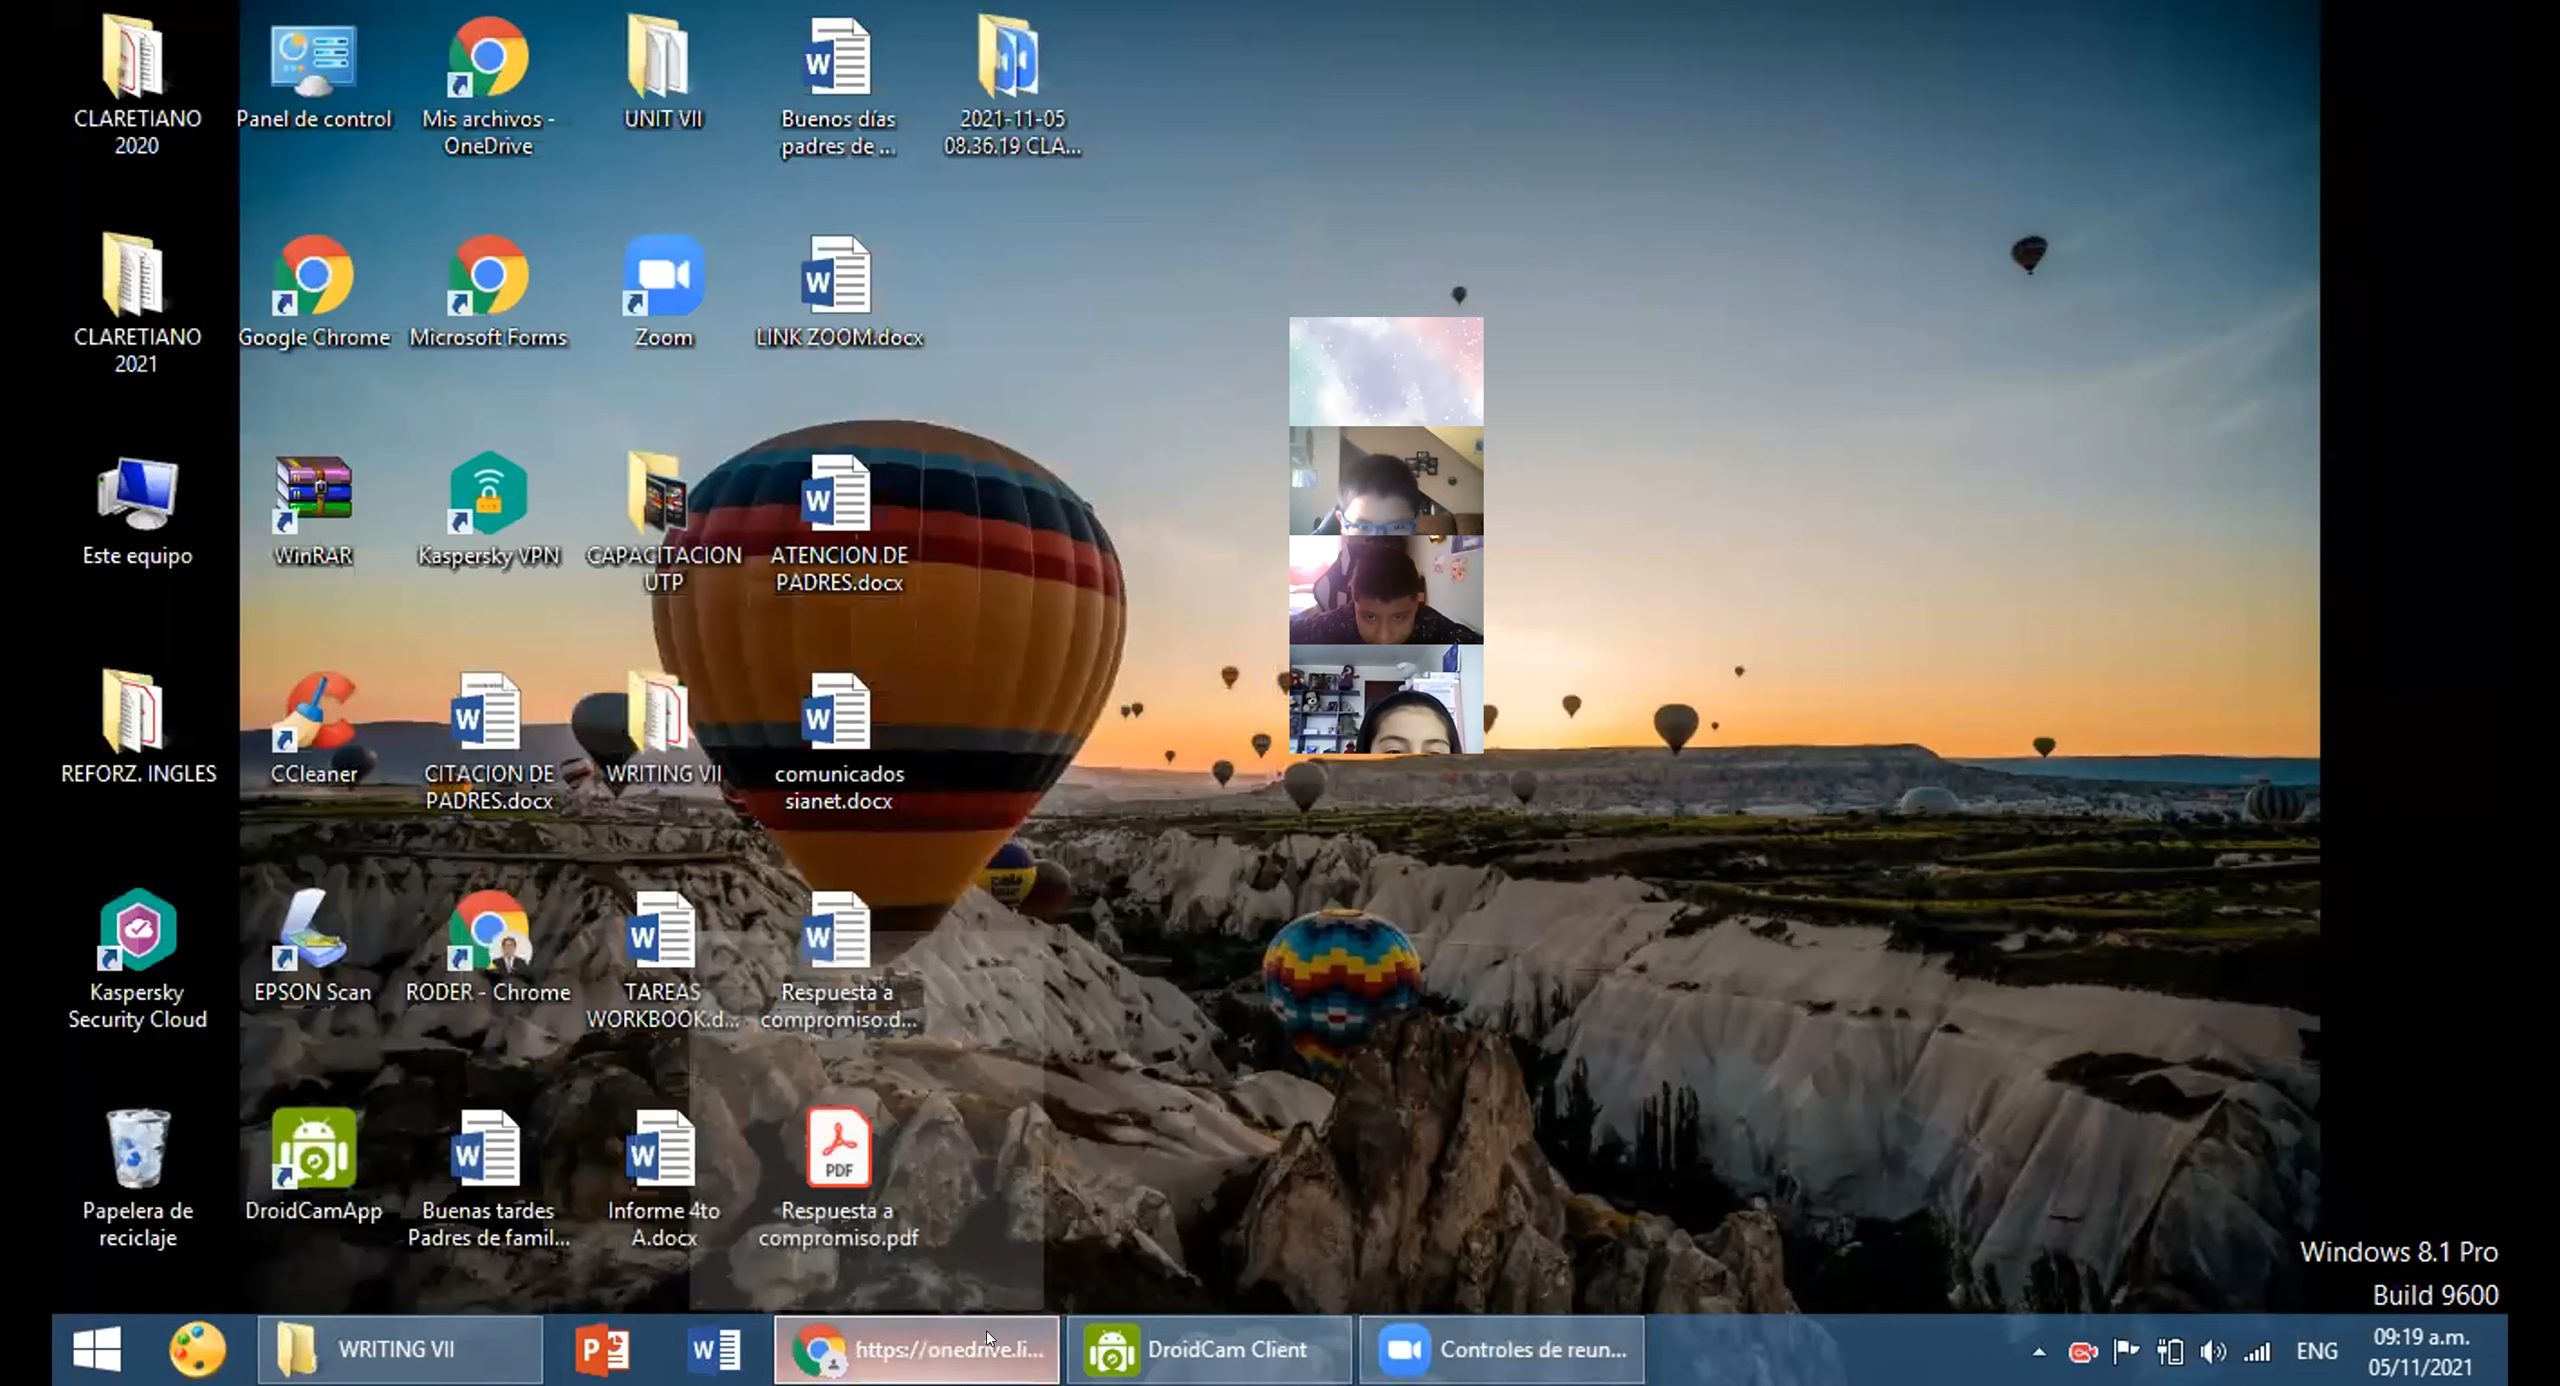 CLARETIANO
2020
Panel de control
Mis archivos -
OneDrive
UNIT VII
Buenos días
padres de ...
2021-11-05
08.36.19 CLA...
CLARETIANO
2021
Google Chrome
Microsoft Forms
Zoom
LINK ZOOM.docx
Este equipo
WinRAR
Kaspersky VPN
CAPACITACION
UTP
ATENCION DE
PADRES.docx
REFORZ. INGLES
CCleaner
CITACION DE
PADRES.docx
WRITING VII
comunicados
sianet.docx
Kaspersky
Security Cloud
EPSON Scan
RODER - Chrome
TAREAS
WORKBOOK.d...
Respuesta a
compromiso.d...
Papelera de
reciclaje
DroidCamApp
Buenas tardes
Padres de famil...
Informe 4to
A.docx
PDF
Respuesta a
compromiso.pdf
Windows 8.1 Pro
Build 9600
WRITING VII
https://onedrive.li...
DroidCam Client
Controles de reun...
ENG
09:19 a.m.
05/11/2021